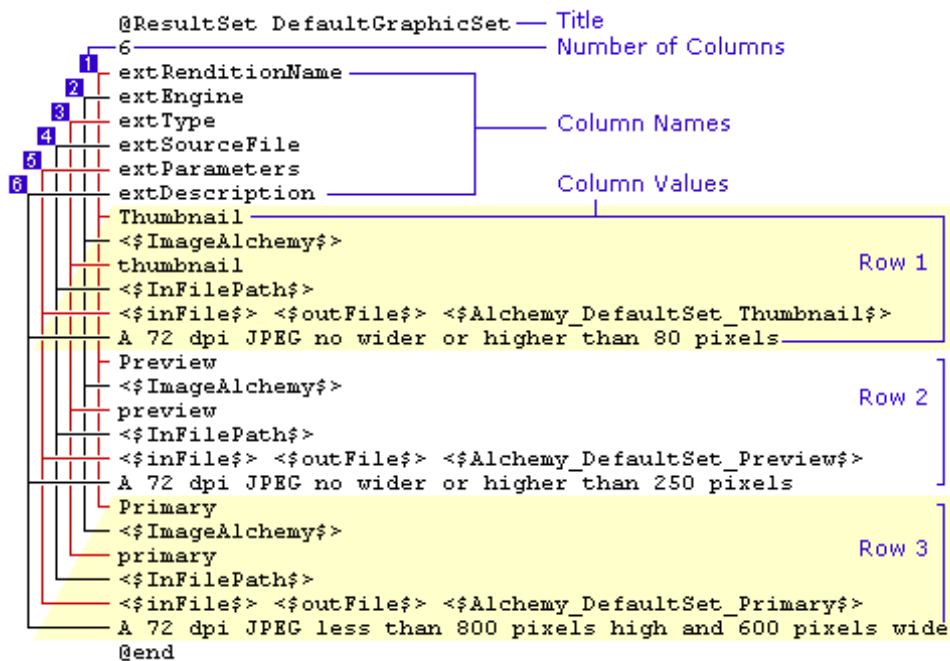 @ResultSet DefaultGraphicSet Title
6 Number of Columns
1
extRenditionName
2
extEngine
3
extType Column Names
4
extSourceFile
5
extParameters
6
extDescription Column Values
Thumbnail
<$ImageAlchemy$>
thumbnail Row 1
<$InFilePath$>
<$inFile$> <$outFile$> <$Alchemy_DefaultSet_Thumbnail$>
A 72 dpi JPEG no wider or higher than 80 pixels
Preview
<$ImageAlchemy$> Row 2
preview
<$InFilePath$>
<$inFile$> <$outFile$> <$Alchemy_DefaultSet_Preview$>
A 72 dpi JPEG no wider or higher than 250 pixels
Primary
<$ImageAlchemy$>
primary Row 3
<$InFilePath$>
<$inFile$> <$outFile$> <$Alchemy_DefaultSet_Primary$>
A 72 dpi JPEG less than 800 pixels high and 600 pixels wide
@end